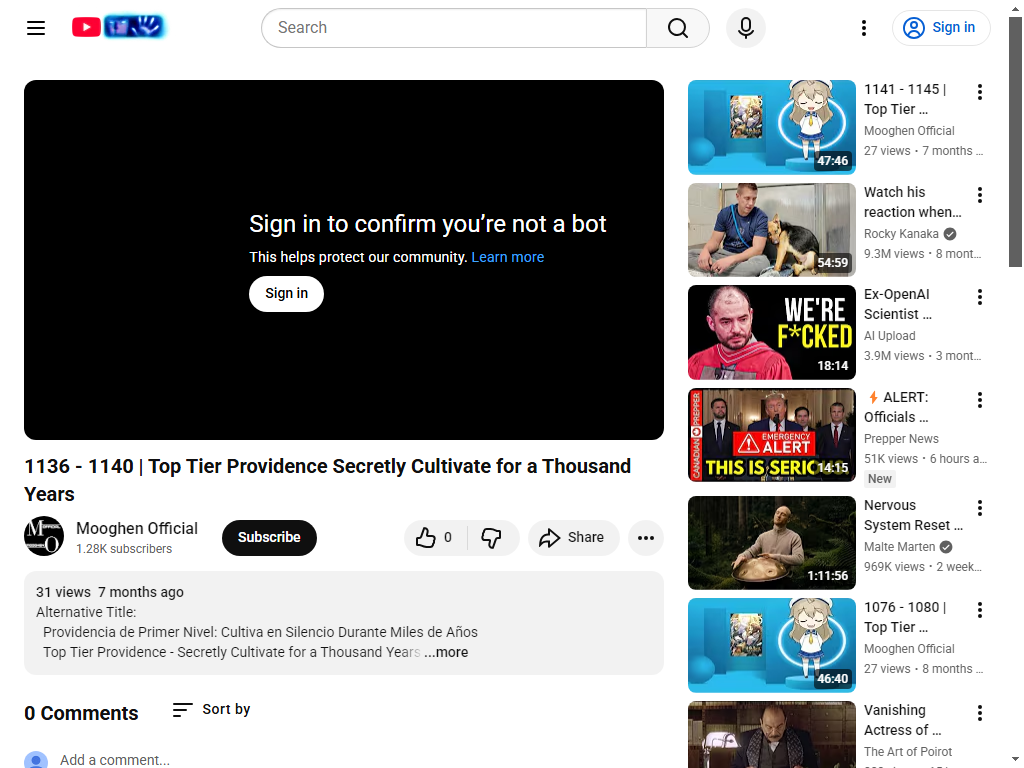 Search
Sign in
Sign in to confirm you’re not a bot
This helps protect our community. Learn more
Sign in
1136 - 1140 | Top Tier Providence Secretly Cultivate for a Thousand
Years
Mooghen Official
1.28K subscribers
Subscribe
0
Share
31 views 7 months ago
Alternative Title:
Providencia de Primer Nivel: Cultiva en Silencio Durante Miles de Años
Top Tier Providence - Secretly Cultivate for a Thousand Years ...more
0 Comments
Sort by
Add a comment...
47:46
1141 - 1145 |
Top Tier ...
Mooghen Official
27 views • 7 months ...
54:59
Watch his
reaction when...
Rocky Kanaka
9.3M views • 8 mont...
WE'RE
F*CKED
18:14
Ex-OpenAI
Scientist ...
AI Upload
3.9M views • 3 mont...
CANADIAN PREPPER
EMERGENCY
ALERT
THIS IS SERIOUS
14:15
ALERT:
Officials ...
Prepper News
51K views • 6 hours a...
New
1:11:56
Nervous
System Reset ...
Malte Marten
969K views • 2 week...
46:40
1076 - 1080 |
Top Tier ...
Mooghen Official
27 views • 8 months ...
Vanishing
Actress of ...
The Art of Poirot